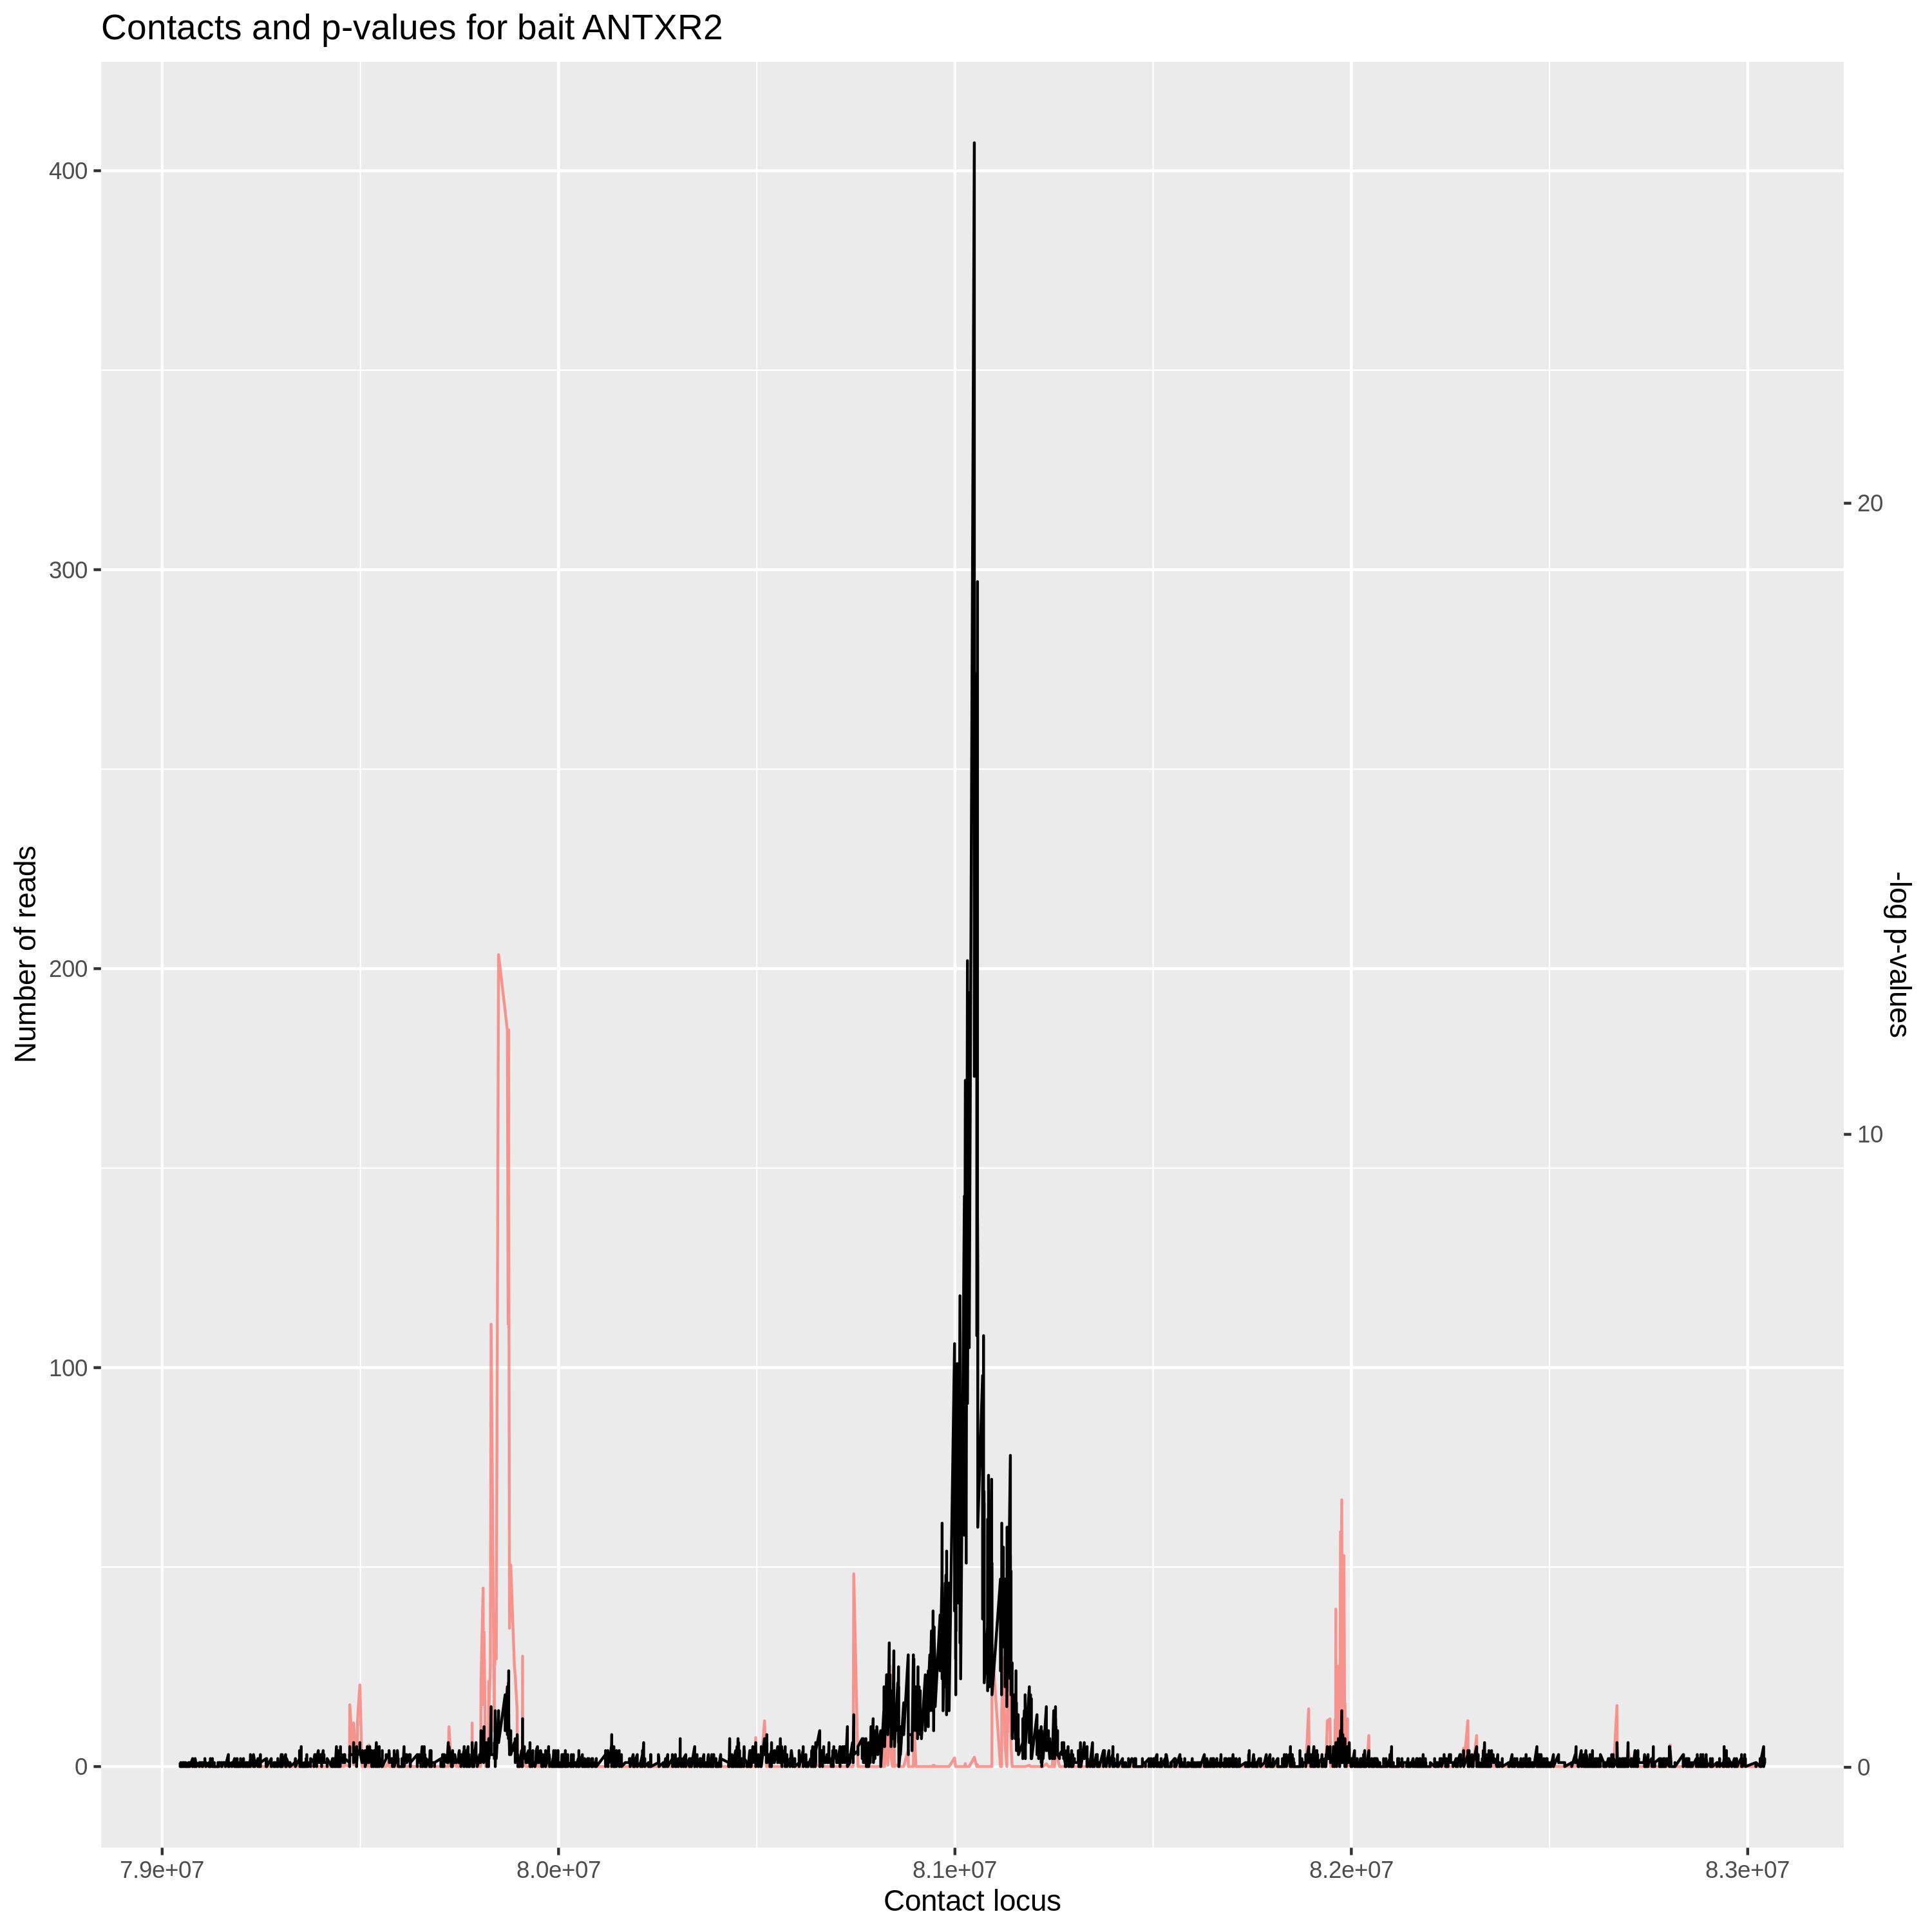 Contacts and p-values for bait ANTXR2
400
300
200
100
0
Number of reads
20
10
0
-log p-values
7.9e+07 8.0e+07 8.1e+07 8.2e+07 8.3e+07
Contact locus